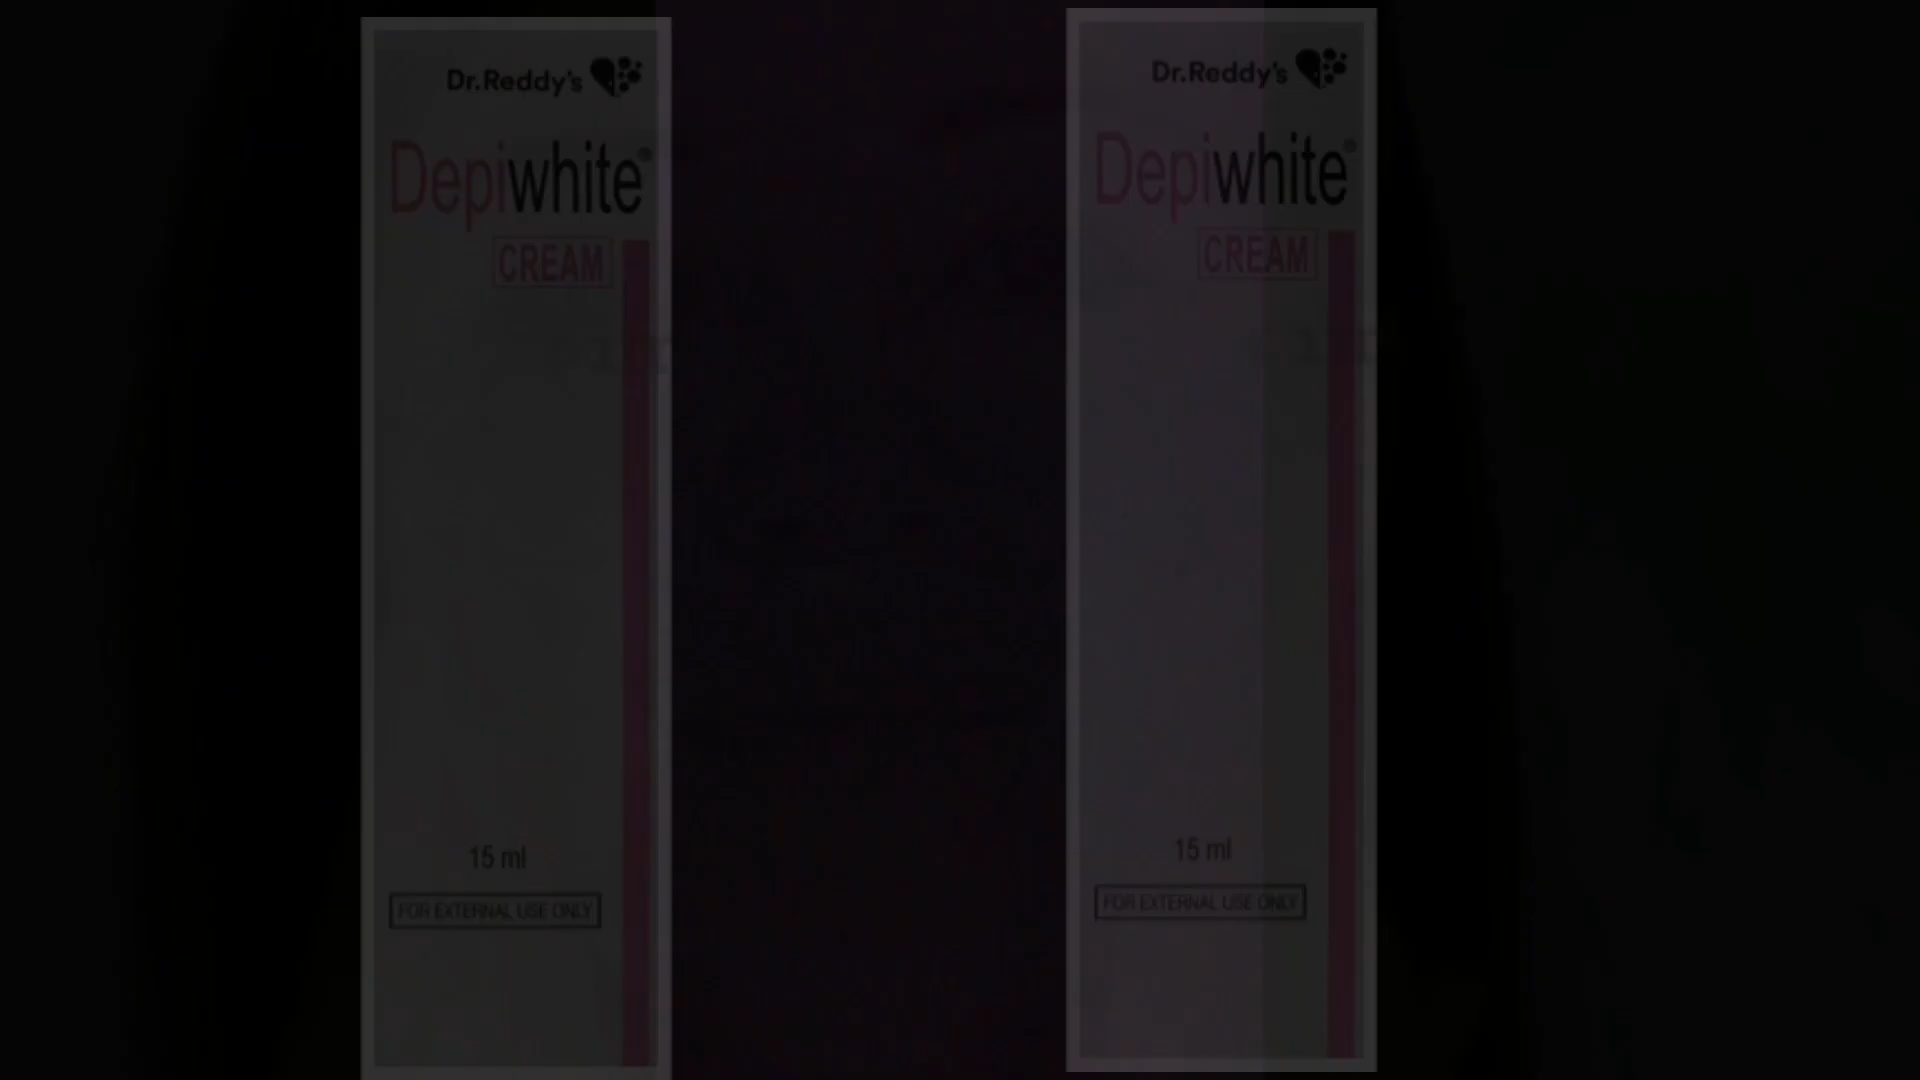 Dr.Reddy's
Depiwhite®
CREAM
15 ml
FOR EXTERNAL USE ONLY
Dr.Reddy's
Depiwhite®
CREAM
15 ml
FOR EXTERNAL USE ONLY